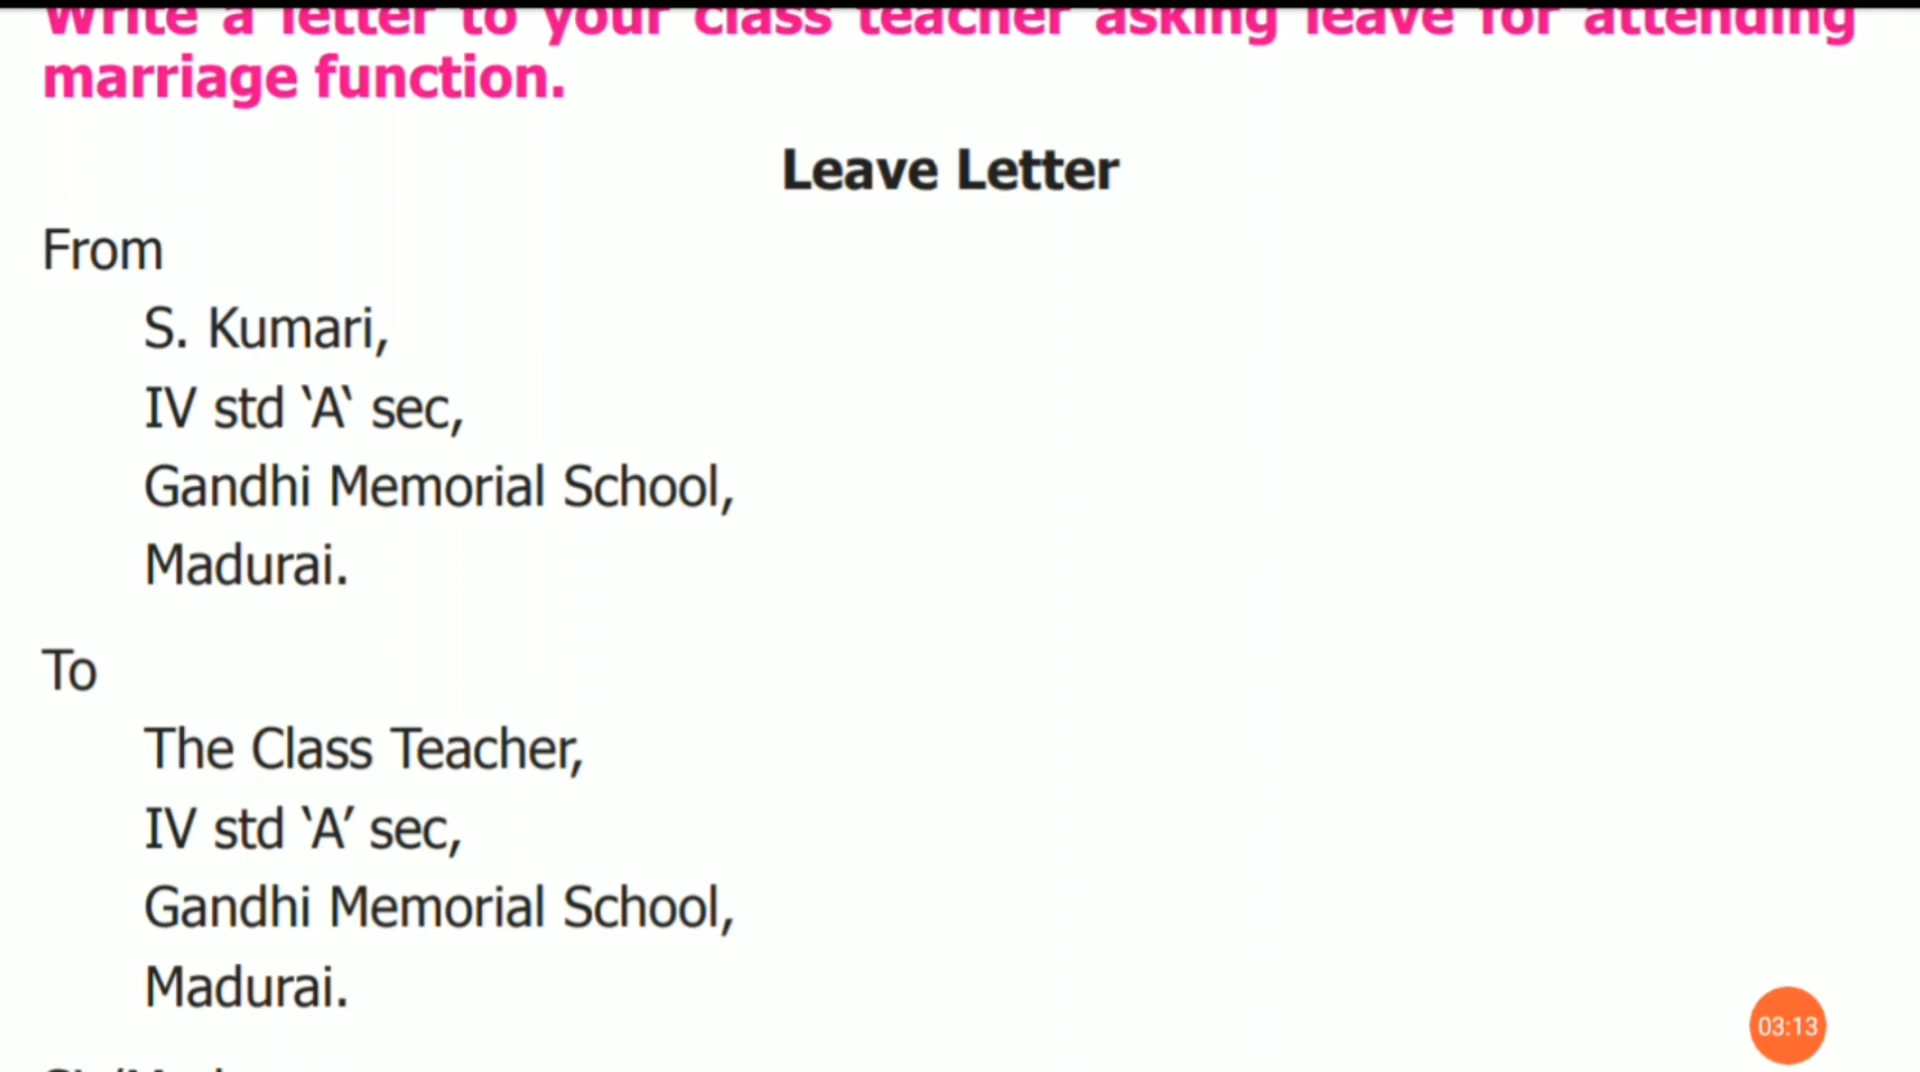 Write a letter to your class teacher asking leave for attending
marriage function.
Leave Letter
From
S. Kumari,
IV std ‘A‘ sec,
Gandhi Memorial School,
Madurai.
To
The Class Teacher,
IV std ‘A’ sec,
Gandhi Memorial School,
Madurai.
03:13